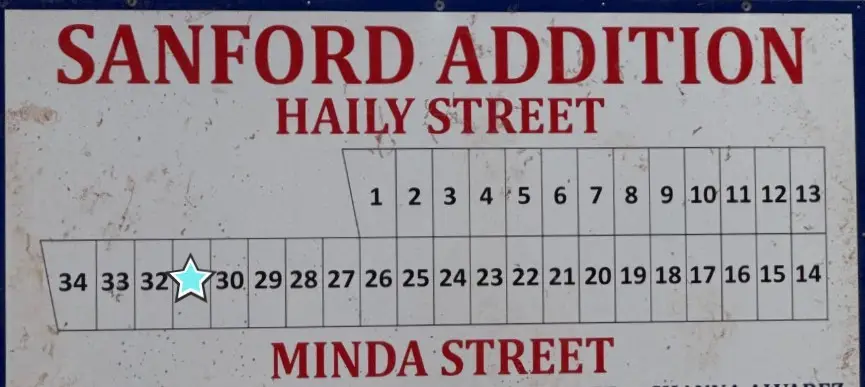 SANFORD ADDITION
HAILY STREET
1 2 3 4 5 6 7 8 9 10 11 12 13
34 33 32 30 29 28 27 26 25 24 23 22 21 20 19 18 17 16 15 14
MINDA STREET
ALVAREZ